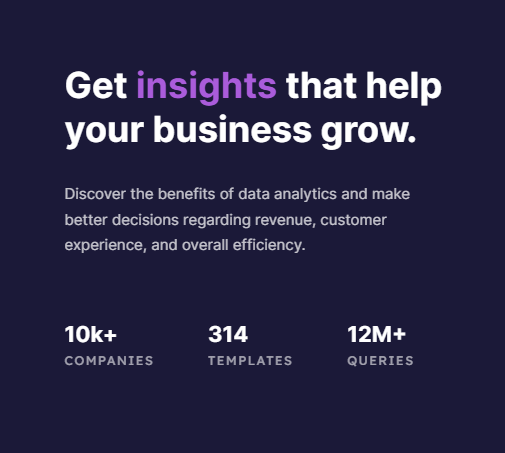 Get insights that help
your business grow.
Discover the benefits of data analytics and make
better decisions regarding revenue, customer
experience, and overall efficiency.
10k+ 314 12M+
COMPANIES TEMPLATES QUERIES